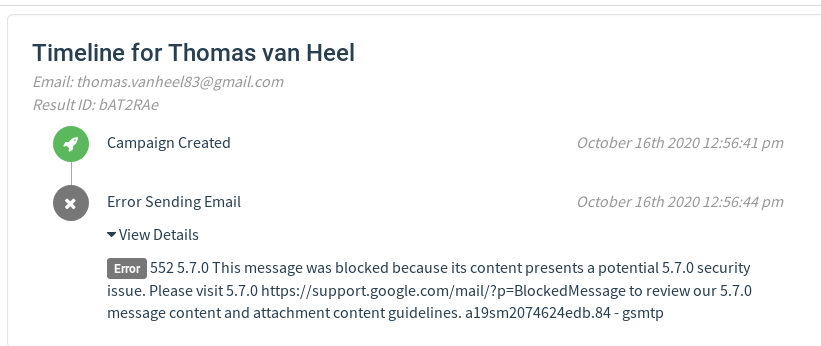 Timeline for Thomas van Heel
Email: thomas.vanheel83@gmail.com
Result ID: bAT2RAe
Campaign Created October 16th 2020 12:56:41 pm
Error Sending Email October 16th 2020 12:56:44 pm
View Details
Error 552 5.7.0 This message was blocked because its content presents a potential 5.7.0 security
issue. Please visit 5.7.0 https://support.google.com/mail/?p=BlockedMessage to review our 5.7.0
message content and attachment content guidelines. a19sm2074624edb.84 - gsmtp